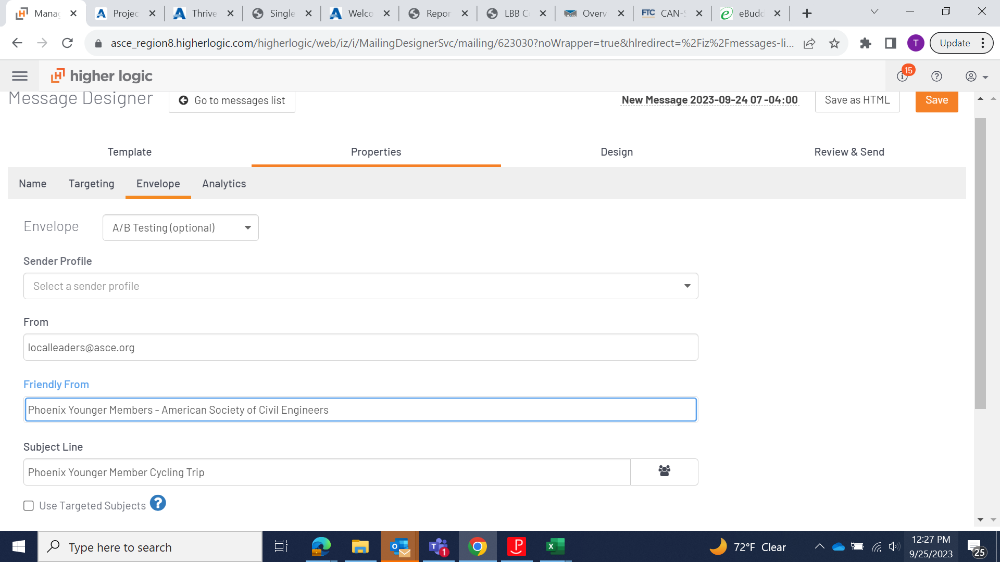 Manag
Projec
Thrive
Single
Welco
Repor
LBB C
Overv
FTC CAN-S
eBudd
asce_region8.higherlogic.com/higherlogic/web/iz/i/MailingDesignerSvc/mailing/623030?noWrapper=true&hlredirect=%2Fiz%2Fmessages-li...
T
Update
higher logic
15
Message Designer
Go to messages list
New Message 2023-09-24 07 -04:00
Save as HTML
Save
Template
Properties
Design
Review & Send
Name
Targeting
Envelope
Analytics
Envelope
A/B Testing (optional)
Sender Profile
Select a sender profile
From
localleaders@asce.org
Friendly From
Phoenix Younger Members - American Society of Civil Engineers
Subject Line
Phoenix Younger Member Cycling Trip
Use Targeted Subjects
Type here to search
1
72°F Clear
12:27 PM
9/25/2023
25